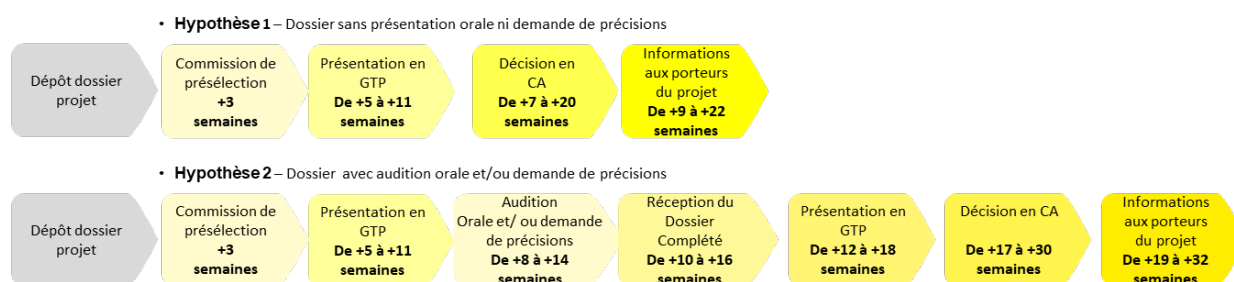 • Hypothèse 1 – Dossier sans présentation orale ni demande de précisions
Dépôt dossier
projet
Commission de
présélection
+3
semaines
Présentation en
GTP
De +5 à +11
semaines
Décision en
CA
De +7 à +20
semaines
Informations
aux porteurs
du projet
De +9 à +22
semaines
• Hypothèse 2 – Dossier avec audition orale et/ou demande de précisions
Dépôt dossier
projet
Commission de
présélection
+3
semaines
Présentation en
GTP
De +5 à +11
semaines
Audition
Orale et/ ou demande
de précisions
De +8 à +14
semaines
Réception du
Dossier
Complété
De +10 à +16
semaines
Présentation en
GTP
De +12 à +18
semaines
Décision en CA
De +17 à +30
semaines
Informations
aux porteurs
du projet
De +19 à +32
semaines